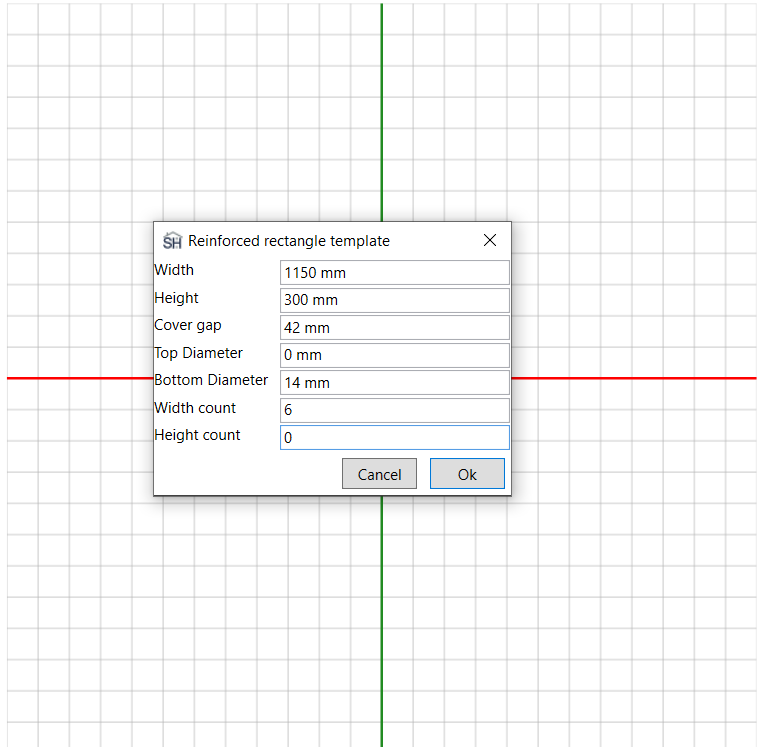 SH Reinforced rectangle template
Width 1150 mm
Height 300 mm
Cover gap 42 mm
Top Diameter 0 mm
Bottom Diameter 14 mm
Width count 6
Height count 0
Cancel Ok